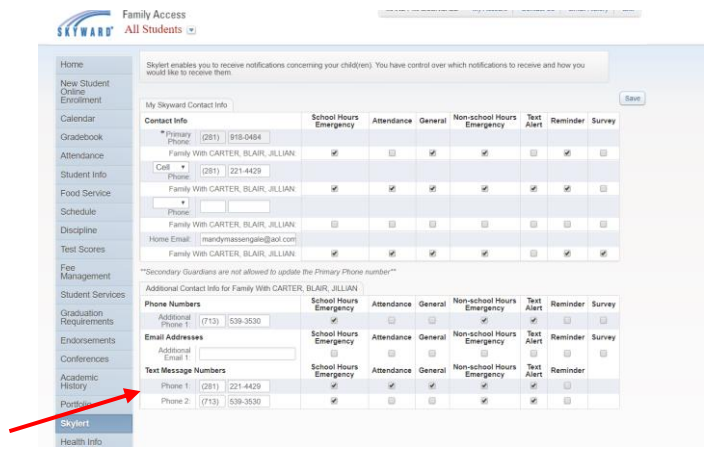 Family Access
SKYWARD All Students
Home
New Student
Online
Enrollment
Calendar
Gradebook
Attendance
Student Info
Food Service
Schedule
Discipline
Test Scores
Fee
Management
Student Services
Graduation
Requirements
Endorsements
Conferences
Academic
History
Portfolio
Skylert
Health Info
Skylert enables you to receive notifications concerning your child(ren). You have control over which notifications to receive and how you
would like to receive them.
Save
My Skyward Contact Info
Contact Info School Hours Emergency Attendance General Non-school Hours Emergency Text Alert Reminder Survey
* Primary Phone: (281) 918-0484
Family With CARTER, BLAIR, JILLIAN:
Cell Phone: (281) 221-4429
Family With CARTER, BLAIR, JILLIAN:
Phone:
Family With CARTER, BLAIR, JILLIAN:
Home Email: mandymassengale@aol.com
Family With CARTER, BLAIR, JILLIAN:
**Secondary Guardians are not allowed to update the Primary Phone number**
Additional Contact Info for Family With CARTER, BLAIR, JILLIAN
Phone Numbers School Hours Emergency Attendance General Non-school Hours Emergency Text Alert Reminder Survey
Additional Phone 1: (713) 539-3530
Email Addresses School Hours Emergency Attendance General Non-school Hours Emergency Text Alert Reminder Survey
Additional Email 1:
Text Message Numbers School Hours Emergency Attendance General Non-school Hours Emergency Text Alert Reminder
Phone 1: (281) 221-4429
Phone 2: (713) 539-3530